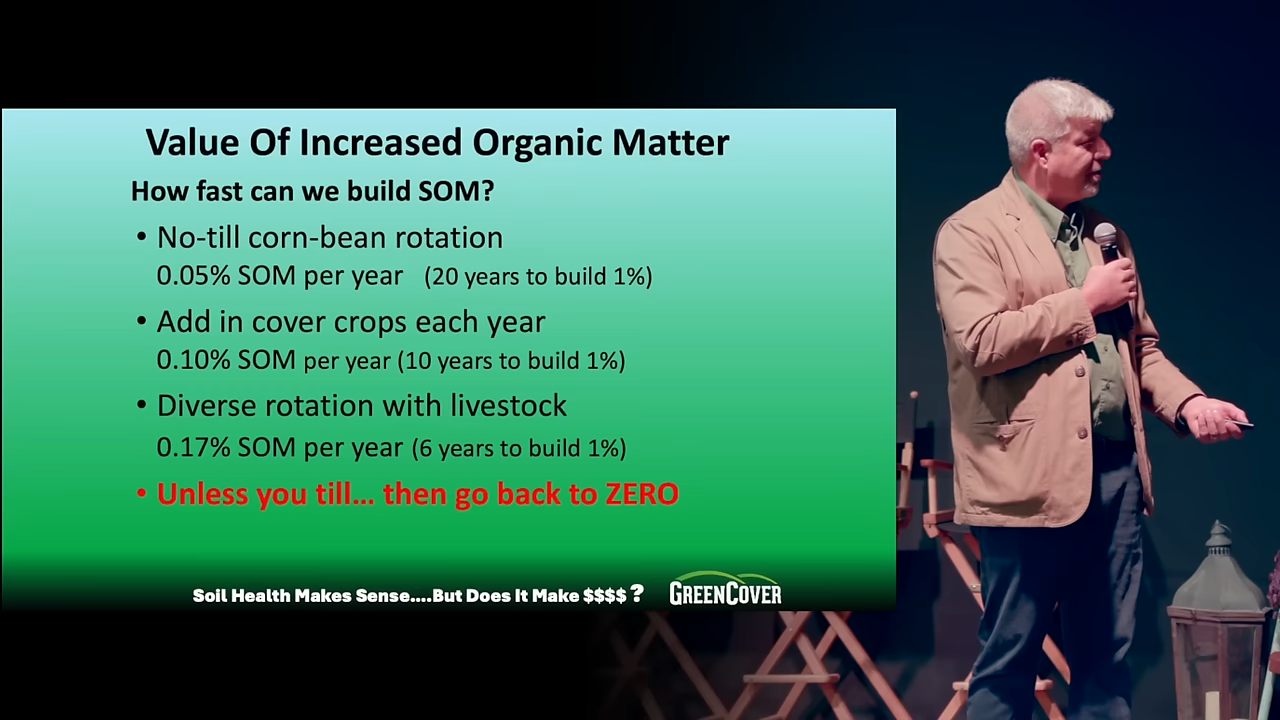 Value Of Increased Organic Matter
How fast can we build SOM?
• No-till corn-bean rotation
0.05% SOM per year (20 years to build 1%)
• Add in cover crops each year
0.10% SOM per year (10 years to build 1%)
• Diverse rotation with livestock
0.17% SOM per year (6 years to build 1%)
• Unless you till... then go back to ZERO
Soil Health Makes Sense....But Does It Make $$$$ ?
GREENCOVER